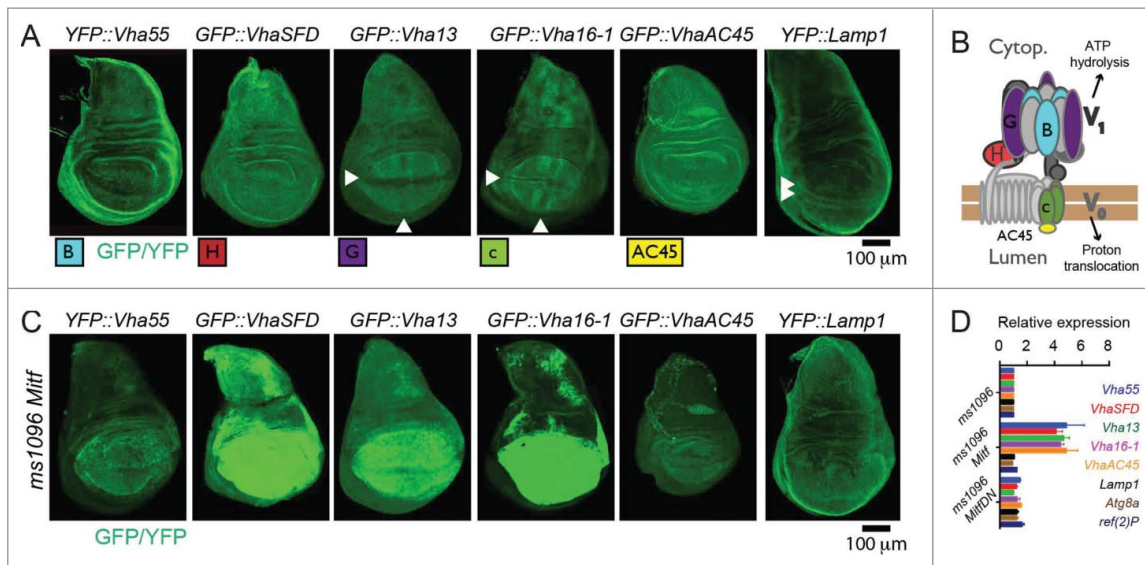 A
YFP::Vha55 GFP::VhaSFD GFP::Vha13 GFP::Vha16-1 GFP::VhaAC45 YFP::Lamp1
B GFP/YFP H G c AC45 100 μm
B
Cytop.
ATP
hydrolysis
G B V1
H
c V0
AC45
Lumen
Proton
translocation
C
YFP::Vha55 GFP::VhaSFD GFP::Vha13 GFP::Vha16-1 GFP::VhaAC45 YFP::Lamp1
ms1096 Mitf
GFP/YFP 100 μm
D
Relative expression
0 2 4 6 8
ms1096
ms1096
Mitf
ms1096
MitfDN
Vha55
VhaSFD
Vha13
Vha16-1
VhaAC45
Lamp1
Atg8a
ref(2)P